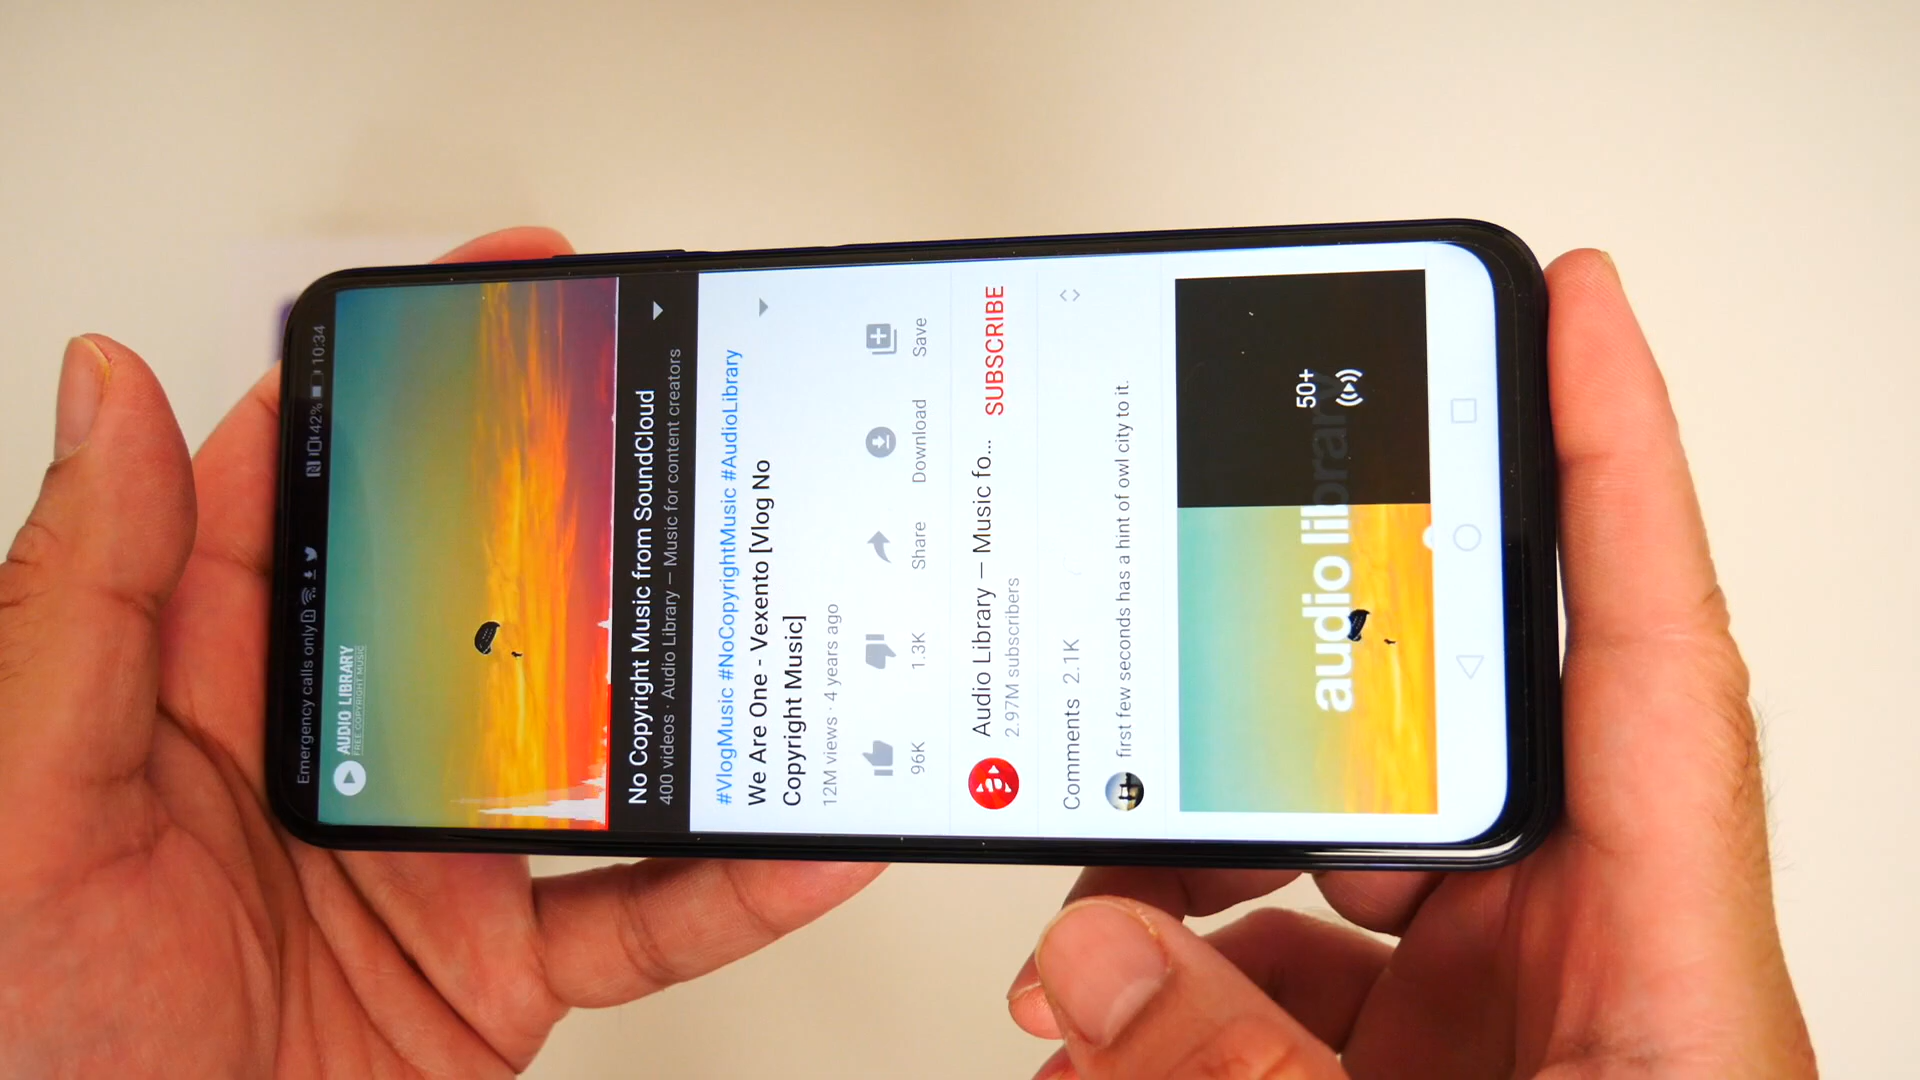 Emergency calls only
42% 10:34
AUDIO LIBRARY
FREE COPYRIGHT MUSIC
No Copyright Music from SoundCloud
400 videos · Audio Library — Music for content creators
#VlogMusic #NoCopyrightMusic #AudioLibrary
We Are One - Vexento [Vlog No
Copyright Music]
12M views · 4 years ago
96K
1.3K
Share
Download
Save
Audio Library — Music fo...
2.97M subscribers
SUBSCRIBE
Comments 2.1K
first few seconds has a hint of owl city to it.
audio library
50+